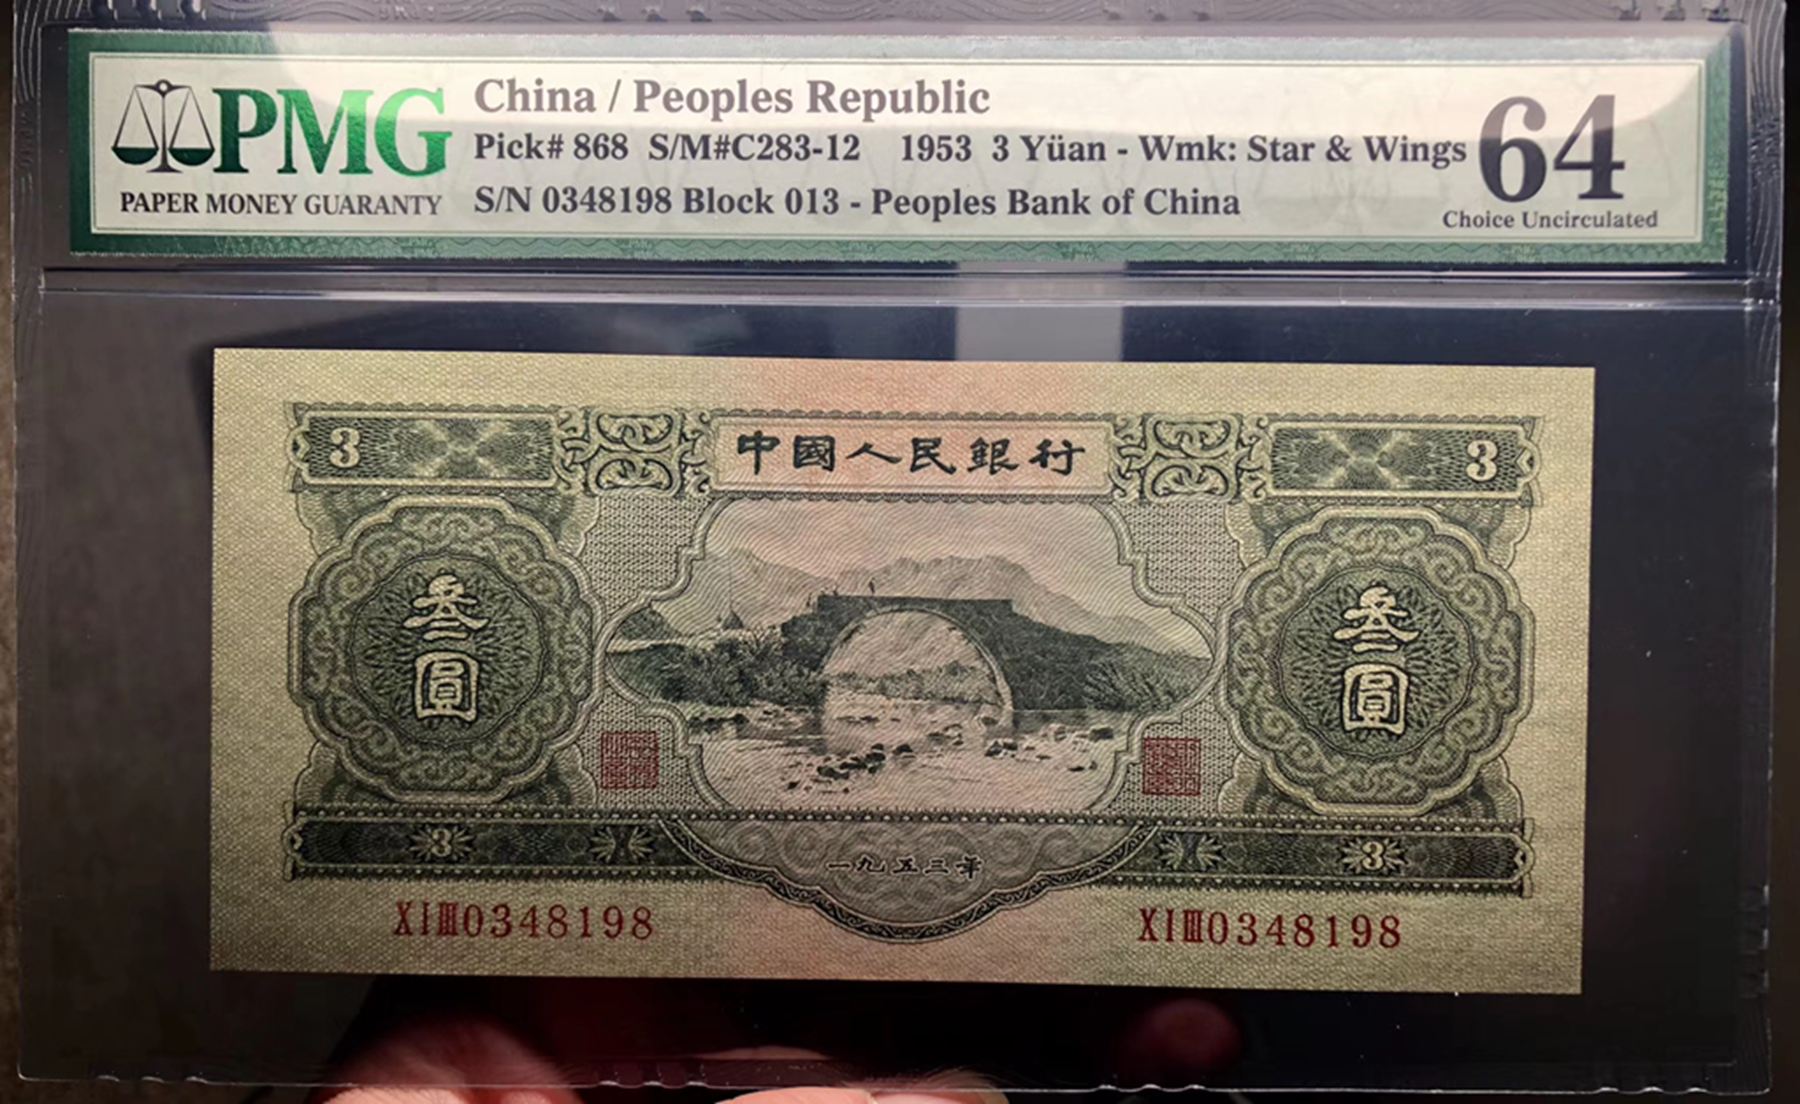 PMG
PAPER MONEY GUARANTY
China / Peoples Republic
Pick# 868 S/M#C283-12 1953 3 Yüan - Wmk: Star & Wings
S/N 0348198 Block 013 - Peoples Bank of China
64
Choice Uncirculated
3
中國人民銀行
3
叁圓
叁圓
3
一九五三年
3
XIⅢ0348198
XIⅢ0348198